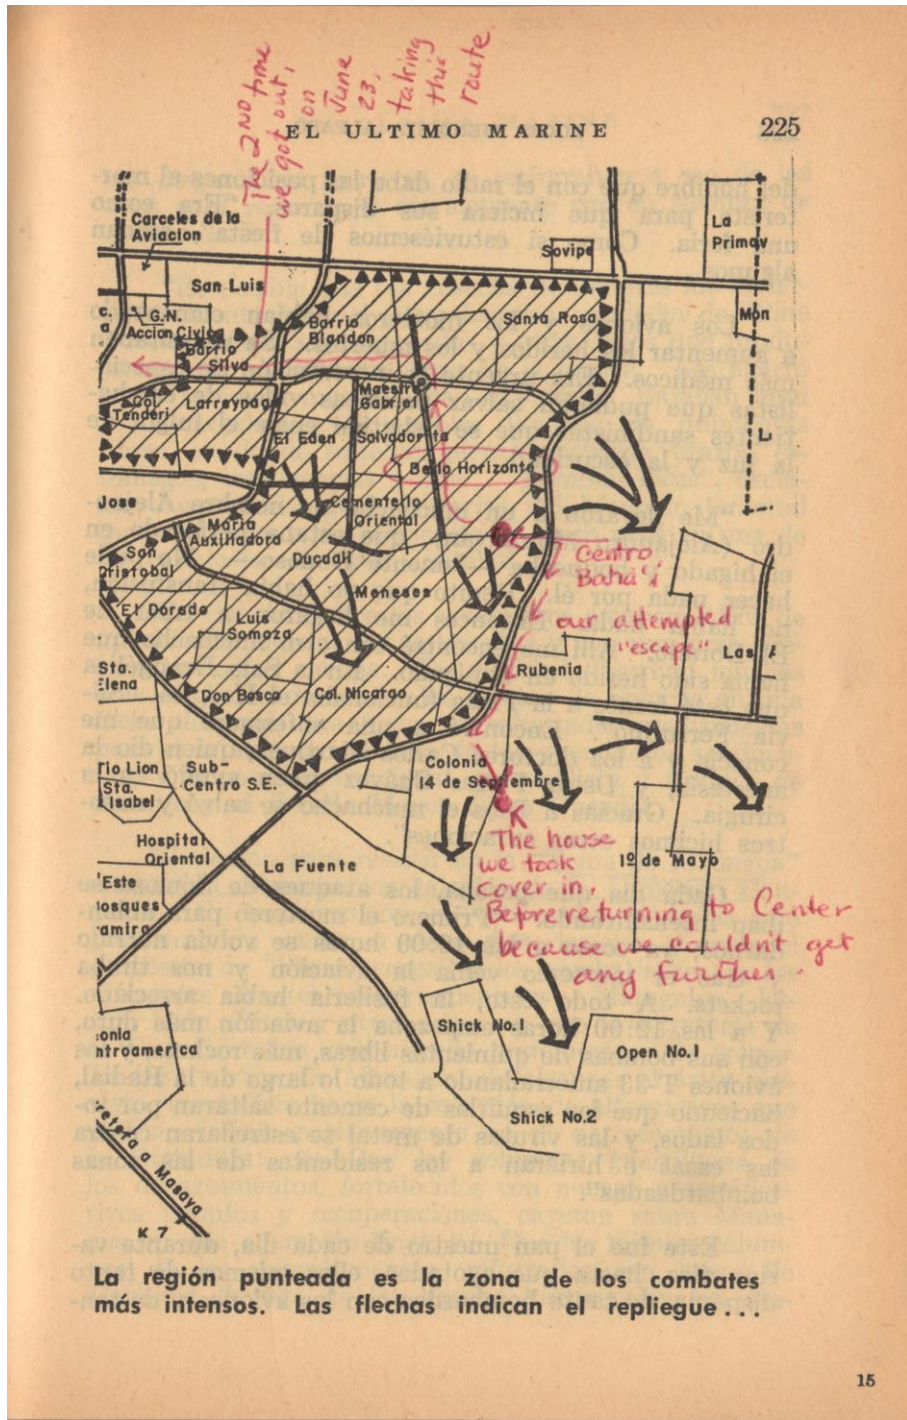 The 2ND time
we got out,
on
June
23,
taking
this
route.
EL ULTIMO MARINE
225
Carceles de la
Aviacion
La
Primav
Sovipe
San Luis
c.
a
G.N.
Accion Civica
Barrio
Blandon
Santa Rosa
Mon
Barrio
Silva
Maestro
Gabriel
Col.
Tenderi
Larreynaga
El Eden
Salvadorita
Bello Horizonte
Jose
Cementerio
Oriental
Maria
Auxiliadora
San
Cristobal
Ducuali
Centro
Bahá'i
Meneses
El Dorado
Luis
Somoza
our attempted
"escape"
Las
Sta.
Elena
Rubenia
Don Bosco
Col. Nicarao
Tio Lion
Sta.
Isabel
Sub-
Centro S.E.
Colonia
14 de Septiembre
Hospital
Oriental
La Fuente
The house
we took
cover in.
Before returning to Center
because we couldn't get
any further.
1º de Mayo
'Este
losques
amira
Shick No.1
Open No.1
onia
ntroamerica
Shick No.2
retera a Masaya
K 7
La región punteada es la zona de los combates
más intensos. Las flechas indican el repliegue . . .
15